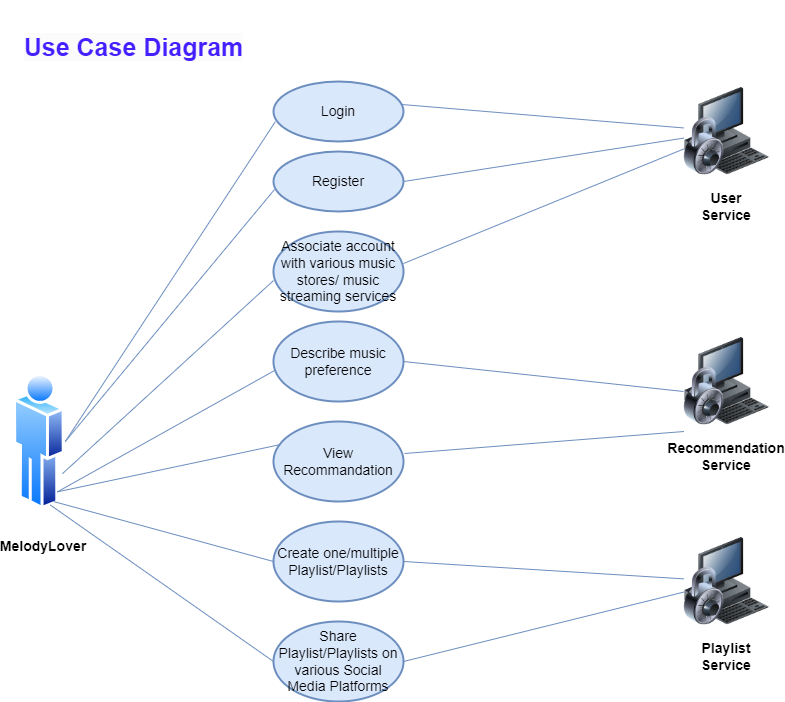 Use Case Diagram
Login
Register
User
Service
Associate account
with various music
stores/ music
streaming services
Describe music
preference
View
Recommandation
Recommendation
Service
MelodyLover
Create one/multiple
Playlist/Playlists
Share
Playlist/Playlists on
various Social
Media Platforms
Playlist
Service